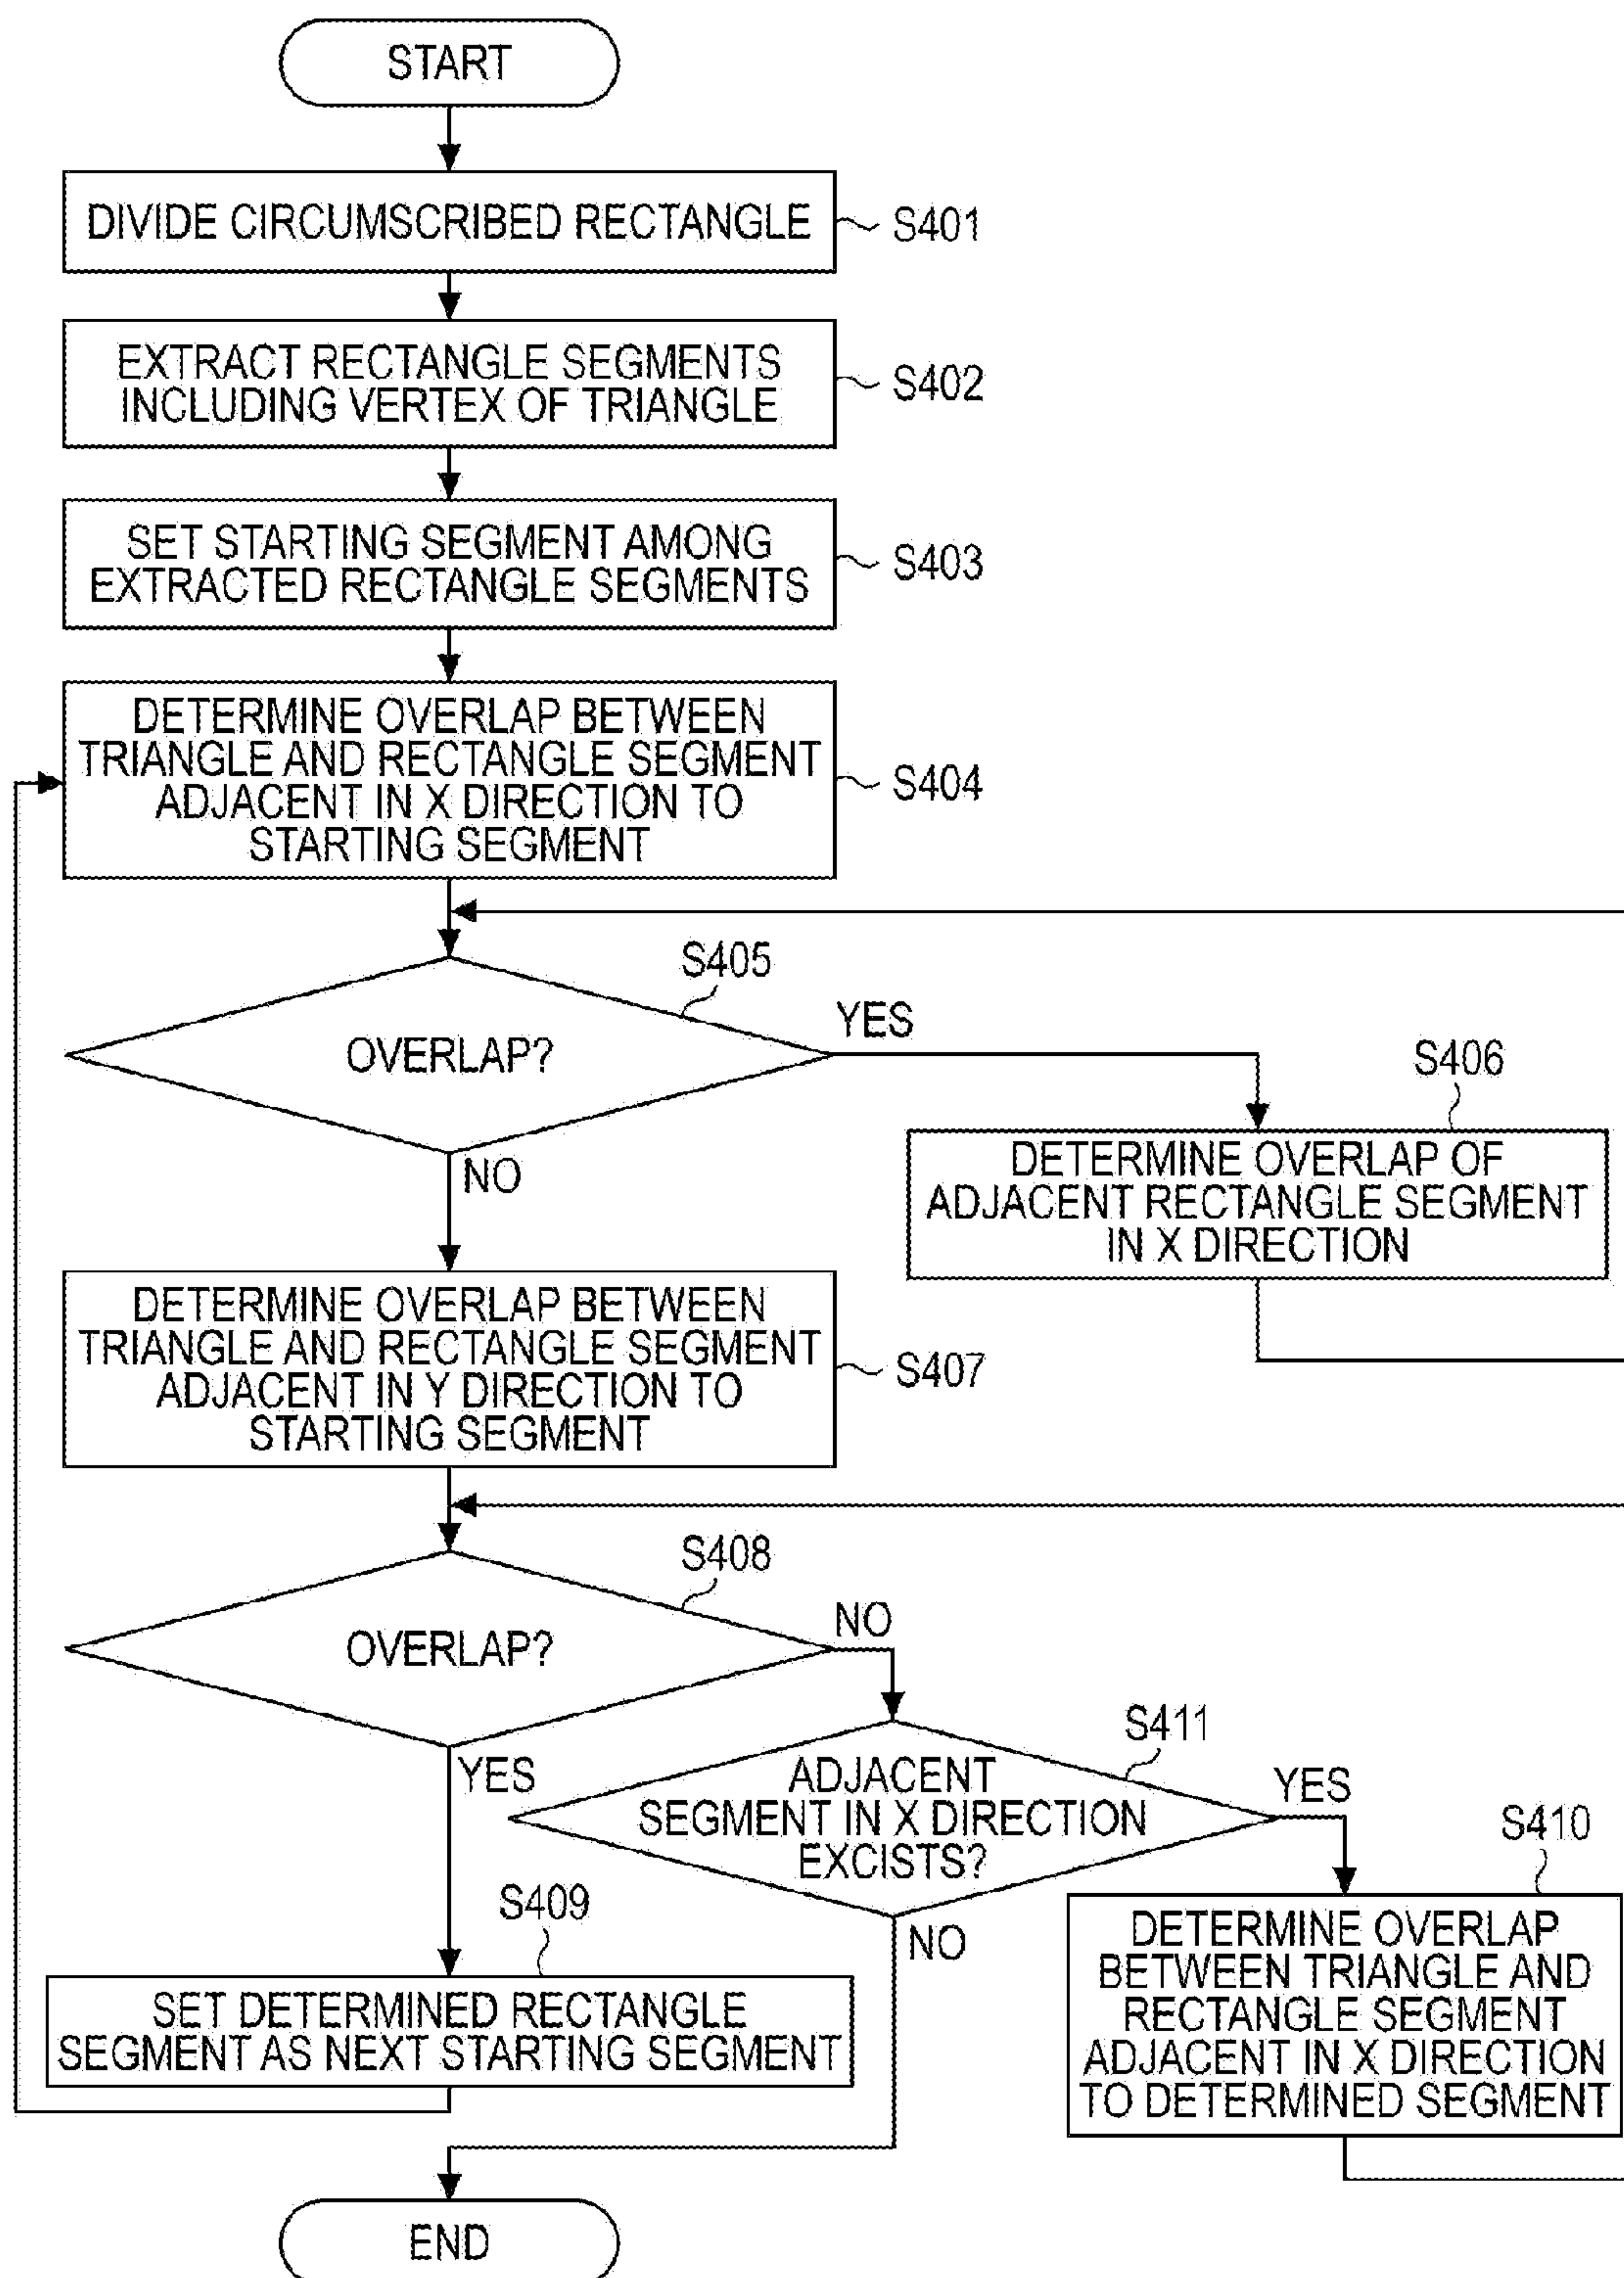 START
DIVIDE CIRCUMSCRIBED RECTANGLE
S401
EXTRACT RECTANGLE SEGMENTS
INCLUDING VERTEX OF TRIANGLE
S402
SET STARTING SEGMENT AMONG
EXTRACTED RECTANGLE SEGMENTS
S403
DETERMINE OVERLAP BETWEEN
TRIANGLE AND RECTANGLE SEGMENT
ADJACENT IN X DIRECTION TO
STARTING SEGMENT
S404
S405
OVERLAP?
YES
NO
S406
DETERMINE OVERLAP OF
ADJACENT RECTANGLE SEGMENT
IN X DIRECTION
DETERMINE OVERLAP BETWEEN
TRIANGLE AND RECTANGLE SEGMENT
ADJACENT IN Y DIRECTION TO
STARTING SEGMENT
S407
S408
OVERLAP?
NO
YES
S411
ADJACENT
SEGMENT IN X DIRECTION
EXCISTS?
YES
NO
S410
DETERMINE OVERLAP
BETWEEN TRIANGLE AND
RECTANGLE SEGMENT
ADJACENT IN X DIRECTION
TO DETERMINED SEGMENT
S409
SET DETERMINED RECTANGLE
SEGMENT AS NEXT STARTING SEGMENT
END